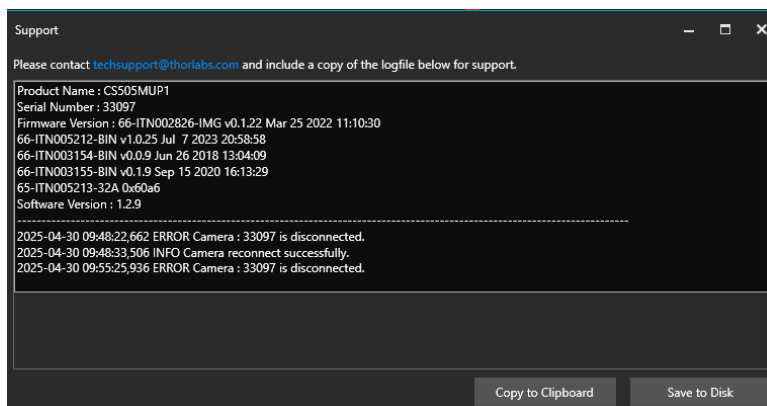 Support
Please contact techsupport@thorlabs.com and include a copy of the logfile below for support.
Product Name : CS505MUP1
Serial Number : 33097
Firmware Version : 66-ITN002826-IMG v0.1.22 Mar 25 2022 11:10:30
66-ITN005212-BIN v1.0.25 Jul  7 2023 20:58:58
66-ITN003154-BIN v0.0.9 Jun 26 2018 13:04:09
66-ITN003155-BIN v0.1.9 Sep 15 2020 16:13:29
65-ITN005213-32A 0x60a6
Software Version : 1.2.9
--------------------------------------------------------------------------------------------------------------------------------
2025-04-30 09:48:22,662 ERROR Camera : 33097 is disconnected.
2025-04-30 09:48:33,506 INFO Camera reconnect successfully.
2025-04-30 09:55:25,936 ERROR Camera : 33097 is disconnected.
Copy to Clipboard
Save to Disk